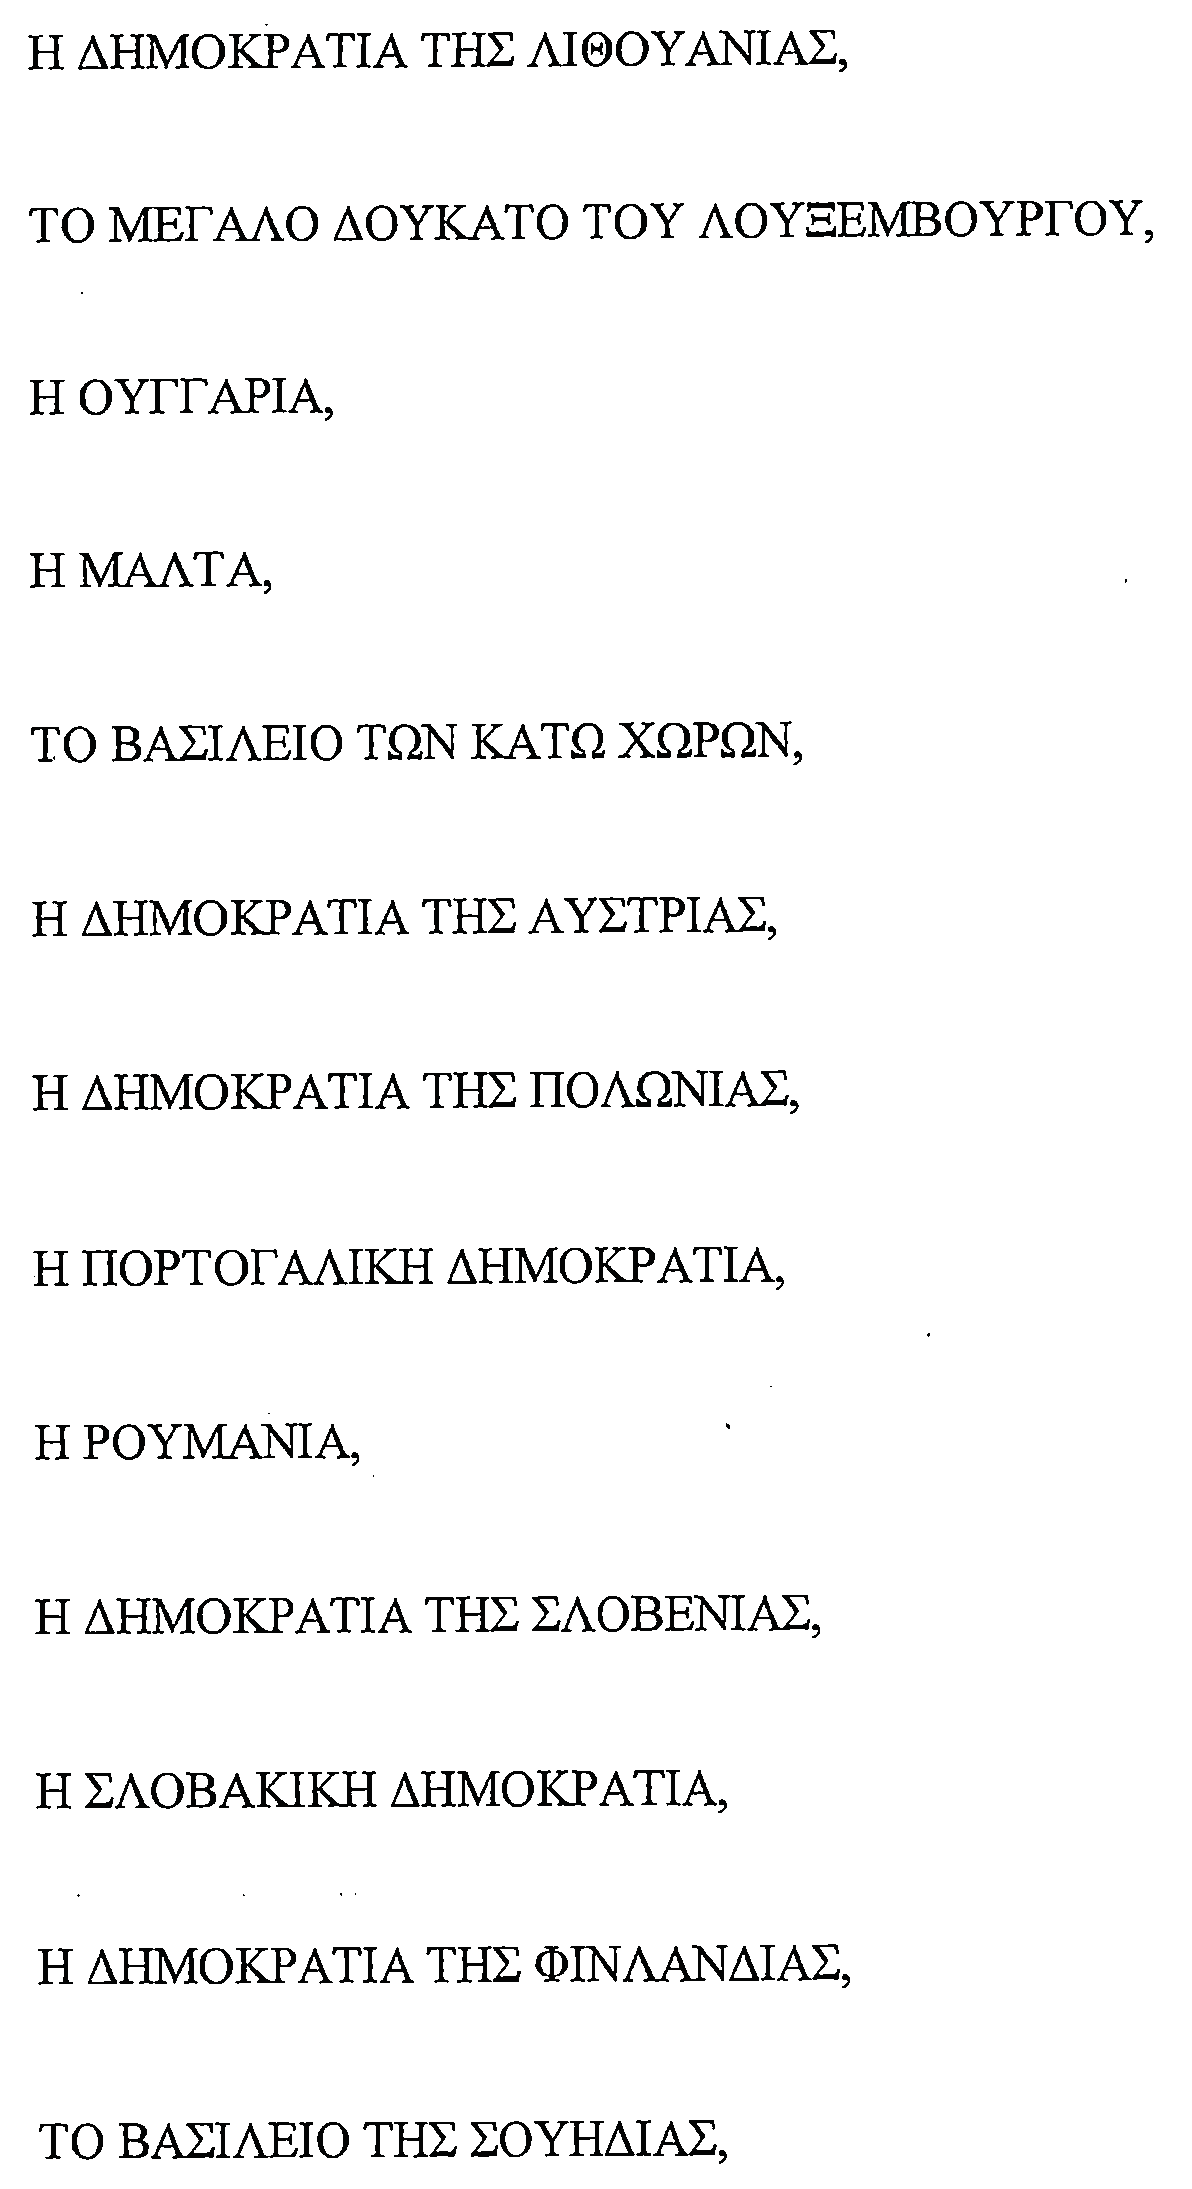 Η ΔΗΜΟΚΡΑΤΙΑ ΤΗΣ ΛΙΘΟΥΑΝΙΑΣ,
ΤΟ ΜΕΓΑΛΟ ΔΟΥΚΑΤΟ ΤΟΥ ΛΟΥΞΕΜΒΟΥΡΓΟΥ,
Η ΟΥΓΓΑΡΙΑ,
Η ΜΑΛΤΑ,
ΤΟ ΒΑΣΙΛΕΙΟ ΤΩΝ ΚΑΤΩ ΧΩΡΩΝ,
Η ΔΗΜΟΚΡΑΤΙΑ ΤΗΣ ΑΥΣΤΡΙΑΣ,
Η ΔΗΜΟΚΡΑΤΙΑ ΤΗΣ ΠΟΛΩΝΙΑΣ,
Η ΠΟΡΤΟΓΑΛΙΚΗ ΔΗΜΟΚΡΑΤΙΑ,
Η ΡΟΥΜΑΝΙΑ,
Η ΔΗΜΟΚΡΑΤΙΑ ΤΗΣ ΣΛΟΒΕΝΙΑΣ,
Η ΣΛΟΒΑΚΙΚΗ ΔΗΜΟΚΡΑΤΙΑ,
Η ΔΗΜΟΚΡΑΤΙΑ ΤΗΣ ΦΙΝΛΑΝΔΙΑΣ,
ΤΟ ΒΑΣΙΛΕΙΟ ΤΗΣ ΣΟΥΗΔΙΑΣ,